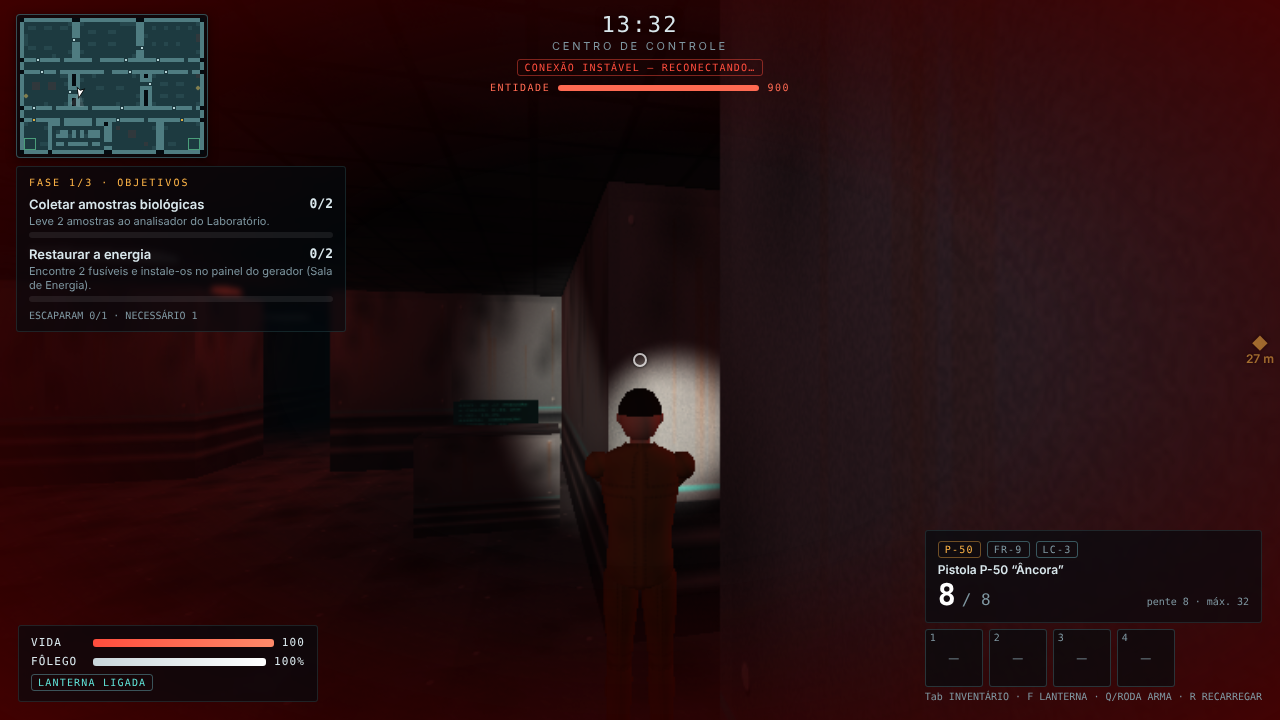 13:32
CENTRO DE CONTROLE
CONEXÃO INSTÁVEL — RECONECTANDO…
ENTIDADE 900
FASE 1/3 · OBJETIVOS
Coletar amostras biológicas 0/2
Leve 2 amostras ao analisador do Laboratório.
Restaurar a energia 0/2
Encontre 2 fusíveis e instale-os no painel do gerador (Sala
de Energia).
ESCAPARAM 0/1 · NECESSÁRIO 1
27 m
P-50 FR-9 LC-3
Pistola P-50 “Âncora”
8 / 8 pente 8 · máx. 32
1 2 3 4
— — — —
Tab INVENTÁRIO · F LANTERNA · Q/RODA ARMA · R RECARREGAR
VIDA 100
FÔLEGO 100%
LANTERNA LIGADA